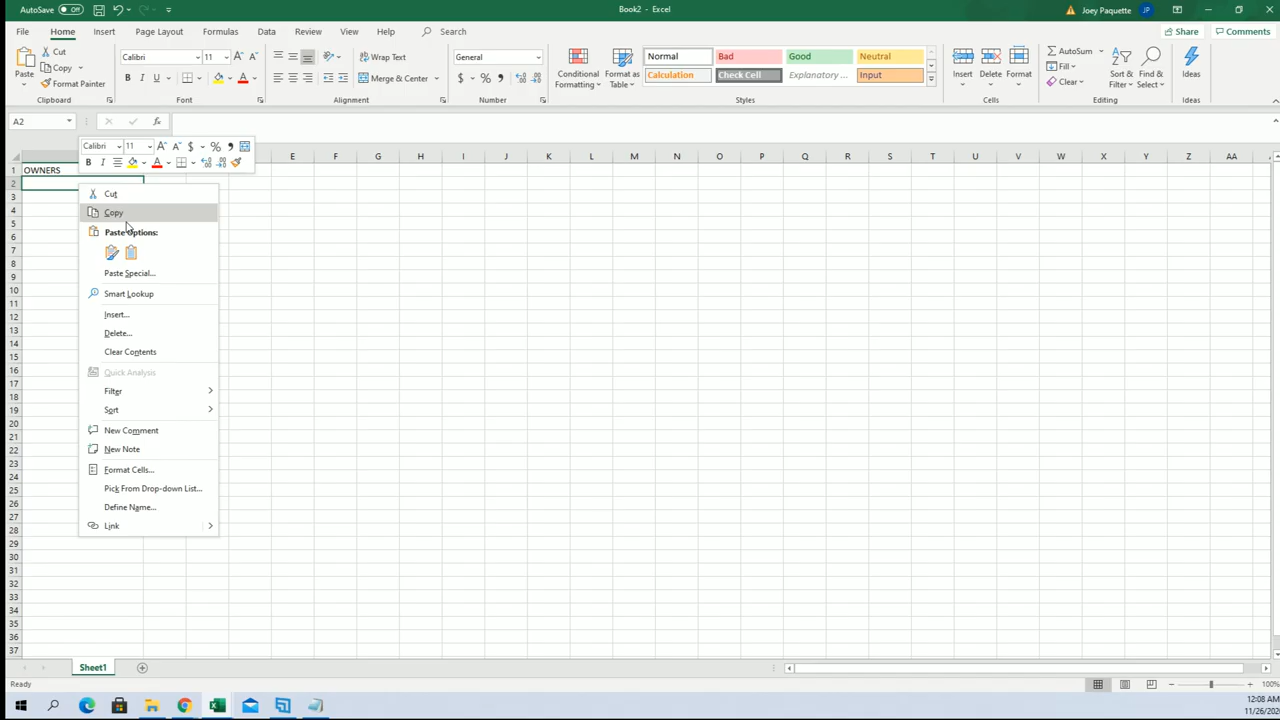 AutoSave Off Book2 - Excel Joey Paquette JP
File Home Insert Page Layout Formulas Data Review View Help Search Share Comments
Paste Cut Copy Format Painter Clipboard
Calibri 11 B I U Font
Wrap Text Merge & Center Alignment
General $ % Number
Conditional Formatting Format as Table
Normal Bad Good Neutral
Calculation Check Cell Explanatory ... Input
Styles
Insert Delete Format Cells
AutoSum Fill Clear Sort & Filter Find & Select Editing
Ideas Ideas
A2 fx
Calibri 11 A A $ % ,
B I A
E F G H I J K L M N O P Q R S T U V W X Y Z AA
1 OWNERS
2
3
4
5
6
7
8
9
10
11
12
13
14
15
16
17
18
19
20
21
22
23
24
25
26
27
28
29
30
31
32
33
34
35
36
37
Cut
Copy
Paste Options:
Paste Special...
Smart Lookup
Insert...
Delete...
Clear Contents
Quick Analysis
Filter
Sort
New Comment
New Note
Format Cells...
Pick From Drop-down List...
Define Name...
Link
Sheet1
Ready 100%
12:08 AM